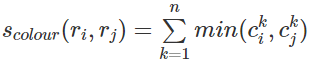 $s_{colour}(r_i, r_j) = \sum_{k=1}^{n} min(c_i^k, c_j^k)$